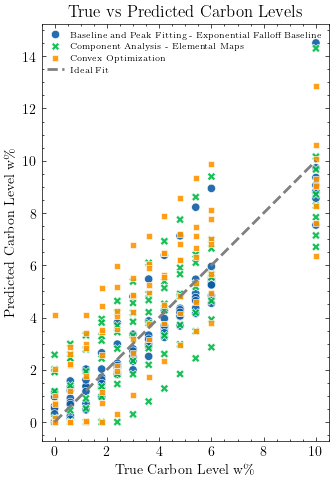 True vs Predicted Carbon Levels
Baseline and Peak Fitting - Exponential Falloff Baseline
Component Analysis - Elemental Maps
Convex Optimization
Ideal Fit
14
12
10
8
6
4
2
0
Predicted Carbon Level w%
0 2 4 6 8 10
True Carbon Level w%